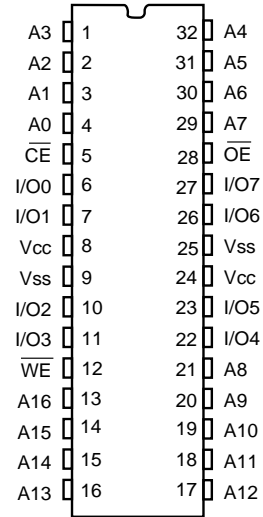 A3 1 32 A4
A2 2 31 A5
A1 3 30 A6
A0 4 29 A7
C̅E̅ 5 28 O̅E̅
I/O0 6 27 I/O7
I/O1 7 26 I/O6
Vcc 8 25 Vss
Vss 9 24 Vcc
I/O2 10 23 I/O5
I/O3 11 22 I/O4
W̅E̅ 12 21 A8
A16 13 20 A9
A15 14 19 A10
A14 15 18 A11
A13 16 17 A12